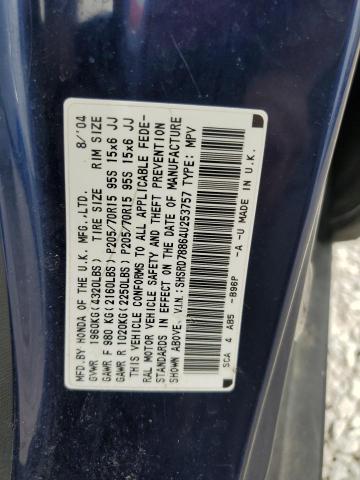 MFD.BY HONDA OF THE U.K. MFG.,LTD. 8/'04
GVWR 1960KG(4320LBS) TIRE SIZE RIM SIZE
GAWR F 980 KG(2160LBS)P205/70R15 95S 15x6 JJ
GAWR R 1020KG(2250LBS)P205/70R15 95S 15x6 JJ
THIS VEHICLE CONFORMS TO ALL APPLICABLE FEDE-
RAL MOTOR VEHICLE SAFETY AND THEFT PREVENTION
STANDARDS IN EFFECT ON THE DATE OF MANUFACTURE
SHOWN ABOVE. V.I.N.:SHSRD78864U253757 TYPE: MPV
SCA 4 AB5 -B96P -A -U MADE IN U.K.